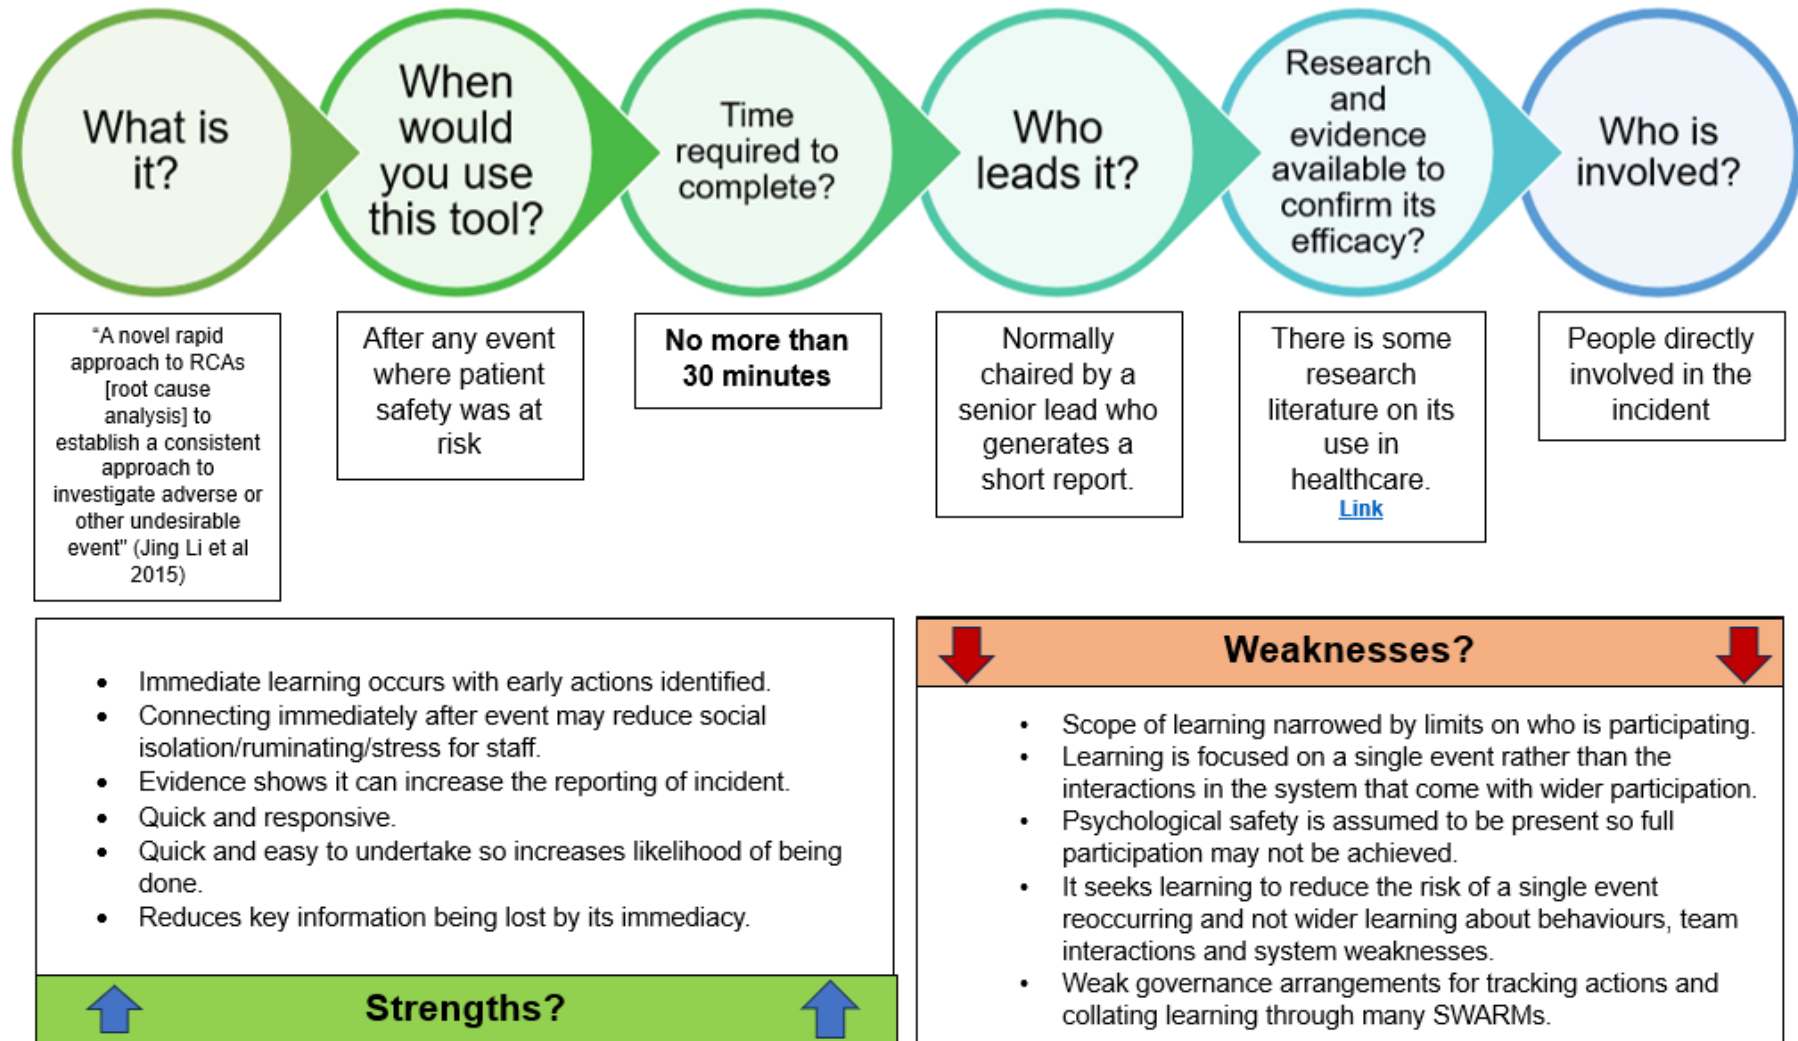 What is
it?
When
would
you use
this tool?
Time
required to
complete?
Who
leads it?
Research
and
evidence
available to
confirm its
efficacy?
Who is
involved?
“A novel rapid
approach to RCAs
[root cause
analysis] to
establish a consistent
approach to
investigate adverse or
other undesirable
event" (Jing Li et al
2015)
After any event
where patient
safety was at
risk
No more than
30 minutes
Normally
chaired by a
senior lead who
generates a
short report.
There is some
research
literature on its
use in
healthcare.
Link
People directly
involved in the
incident
• Immediate learning occurs with early actions identified.
• Connecting immediately after event may reduce social
isolation/ruminating/stress for staff.
• Evidence shows it can increase the reporting of incident.
• Quick and responsive.
• Quick and easy to undertake so increases likelihood of being
done.
• Reduces key information being lost by its immediacy.
Strengths?
Weaknesses?
• Scope of learning narrowed by limits on who is participating.
• Learning is focused on a single event rather than the
interactions in the system that come with wider participation.
• Psychological safety is assumed to be present so full
participation may not be achieved.
• It seeks learning to reduce the risk of a single event
reoccurring and not wider learning about behaviours, team
interactions and system weaknesses.
• Weak governance arrangements for tracking actions and
collating learning through many SWARMs.